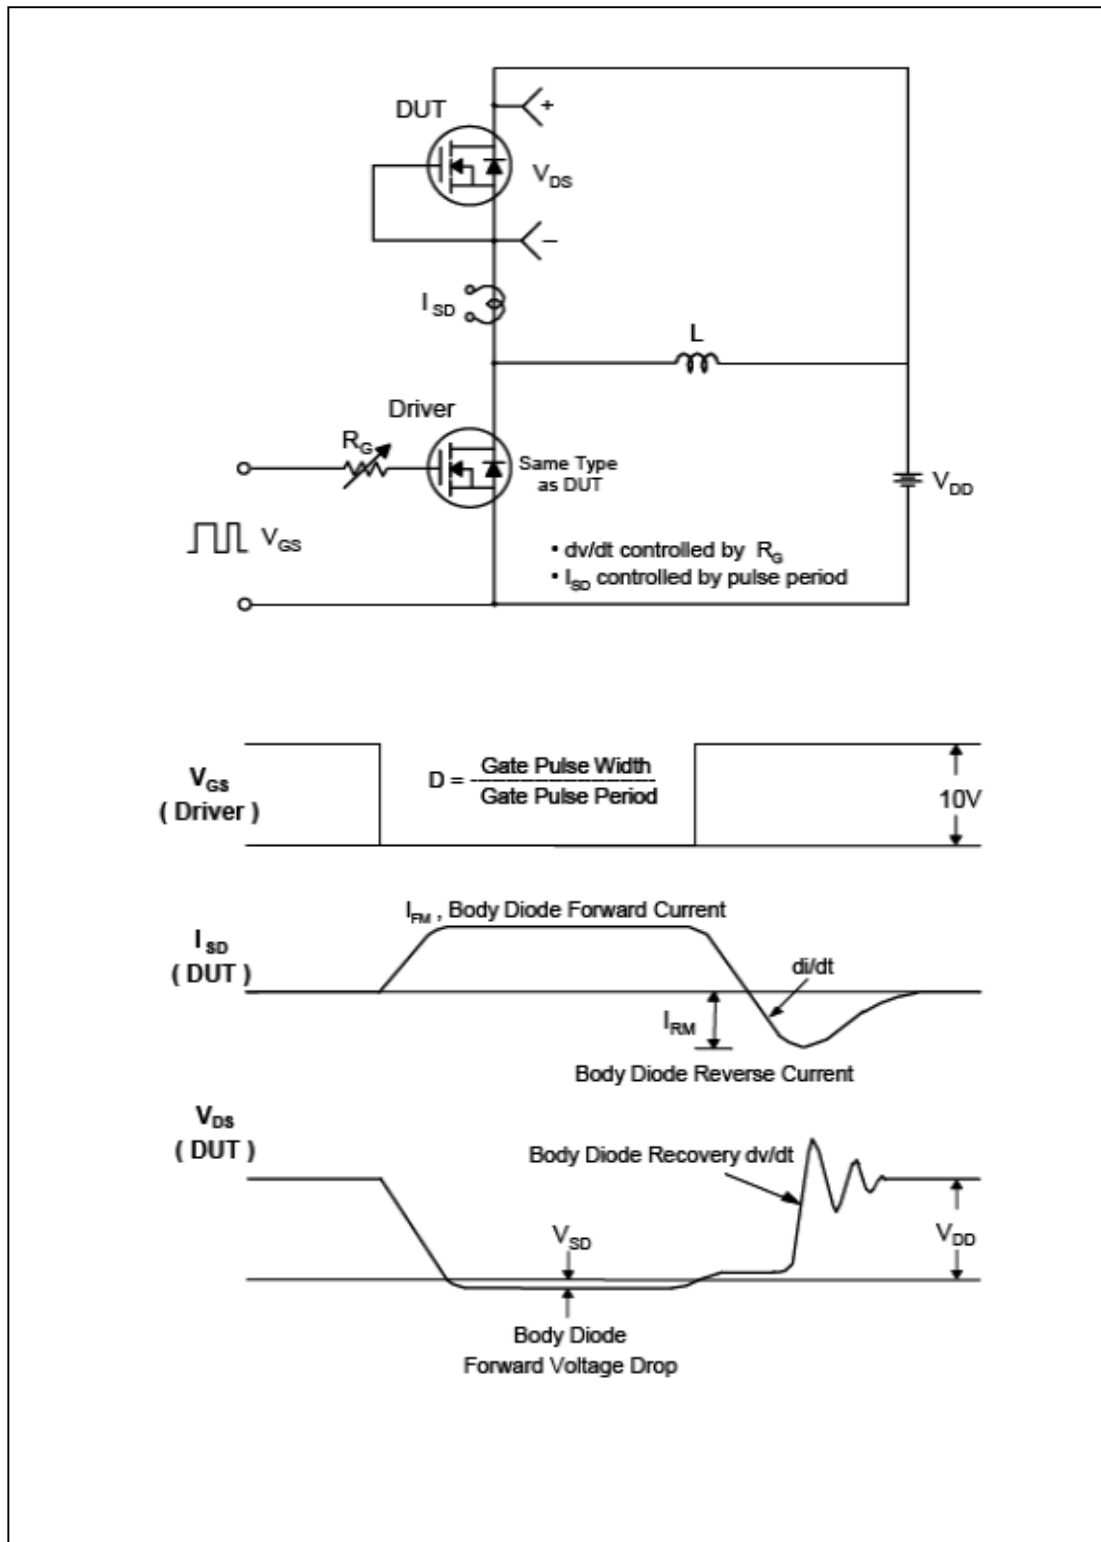 DUT
+
V_DS
–
I_SD
L
Driver
R_G
Same Type
as DUT
V_DD
V_GS
• dv/dt controlled by R_G
• I_SD controlled by pulse period
V_GS
( Driver )
D = Gate Pulse Width
Gate Pulse Period
10V
I_FM , Body Diode Forward Current
I_SD
( DUT )
di/dt
I_RM
Body Diode Reverse Current
V_DS
( DUT )
Body Diode Recovery dv/dt
V_SD
V_DD
Body Diode
Forward Voltage Drop